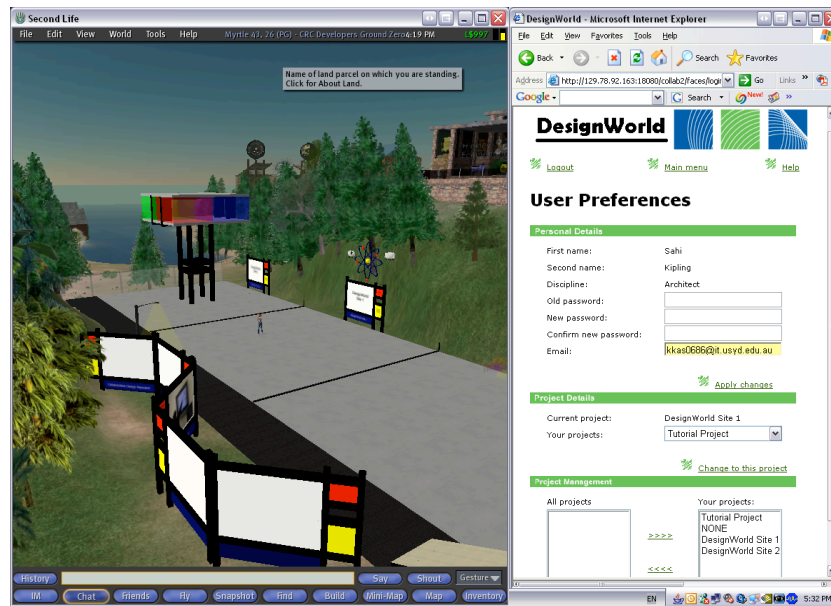 Second Life
File Edit View World Tools Help Myrtle 43, 26 (PG) - CRC Developers Ground Zero 4:19 PM L$997
Name of land parcel on which you are standing.
Click for About Land.
History Say Shout Gesture
IM Chat Friends Fly Snapshot Find Build Mini-Map Map Inventory
DesignWorld - Microsoft Internet Explorer
File Edit View Favorites Tools Help
Back Search Favorites
Address http://129.78.92.163:18080/collab2/faces/login Go Links »
Google Search New! »
DesignWorld
Logout Main menu Help
User Preferences
Personal Details
First name: Sahi
Second name: Kipling
Discipline: Architect
Old password:
New password:
Confirm new password:
Email: kkas0686@it.usyd.edu.au
Apply changes
Project Details
Current project: DesignWorld Site 1
Your projects: Tutorial Project
Change to this project
Project Management
All projects Your projects:
Tutorial Project
NONE
>>>> DesignWorld Site 1
DesignWorld Site 2
<<<<
EN 5:32 PM